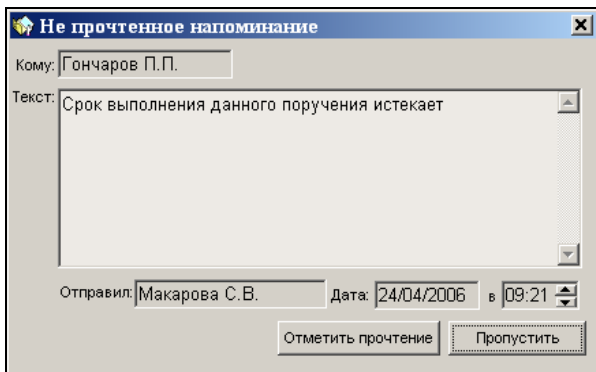 Не прочтенное напоминание
Кому: Гончаров П.П.
Текст: Срок выполнения данного поручения истекает
Отправил: Макарова С.В. Дата: 24/04/2006 в 09:21
Отметить прочтение Пропустить